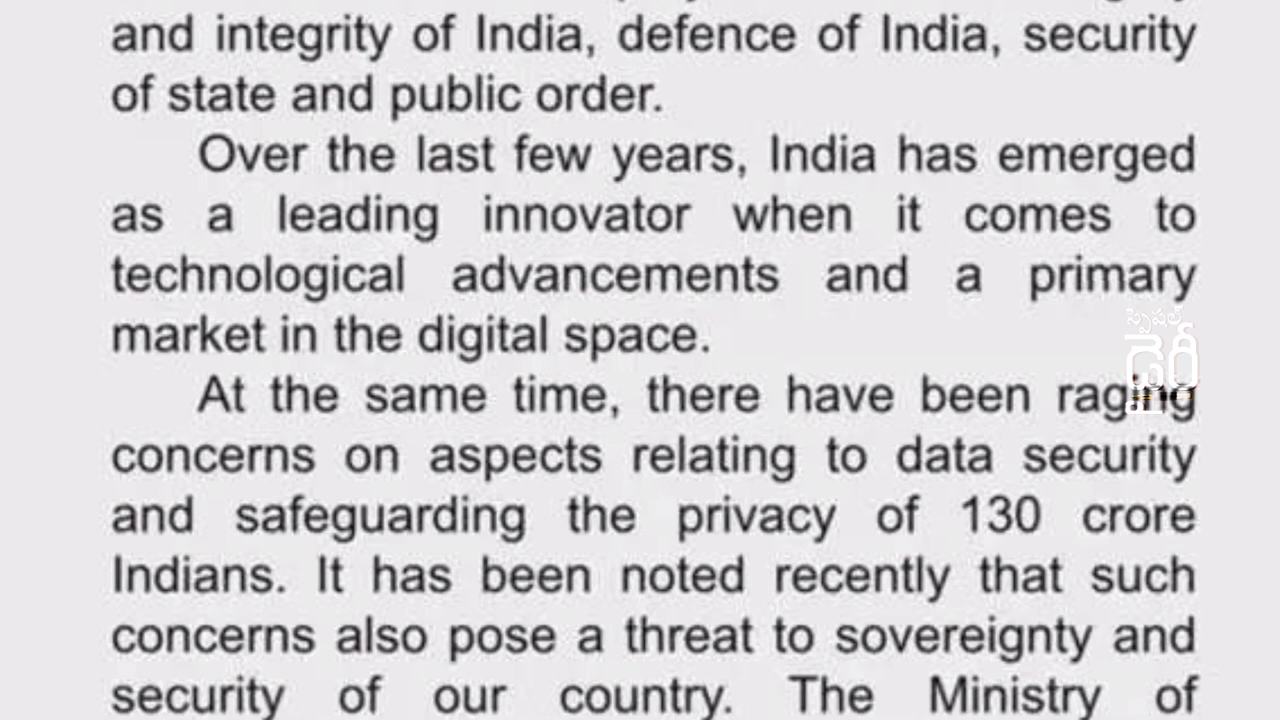 and integrity of India, defence of India, security
of state and public order.
Over the last few years, India has emerged
as a leading innovator when it comes to
technological advancements and a primary
market in the digital space.
స్పెషల్
డైరీ
At the same time, there have been raging
concerns on aspects relating to data security
and safeguarding the privacy of 130 crore
Indians. It has been noted recently that such
concerns also pose a threat to sovereignty and
security of our country. The Ministry of